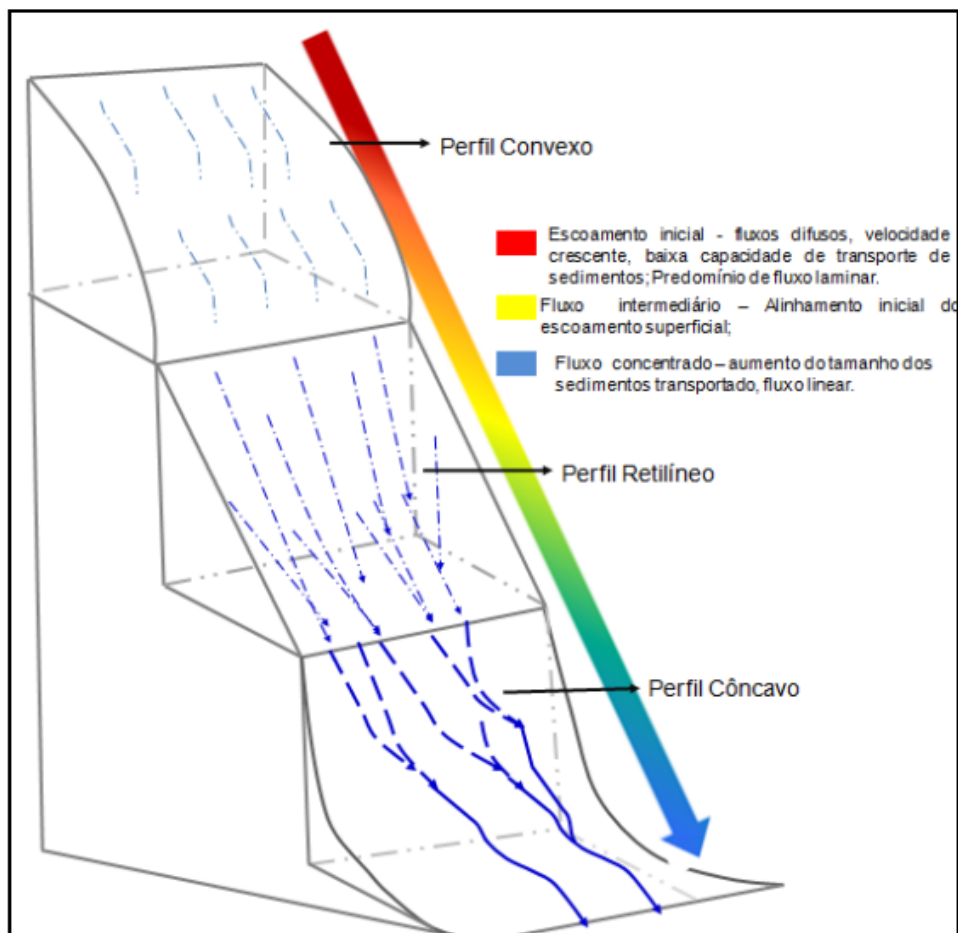 Perfil Convexo
Escoamento inicial - fluxos difusos, velocidade
crescente, baixa capacidade de transporte de
sedimentos; Predomínio de fluxo laminar.
Fluxo intermediário – Alinhamento inicial do
escoamento superficial;
Fluxo concentrado – aumento do tamanho dos
sedimentos transportado, fluxo linear.
Perfil Retilíneo
Perfil Côncavo